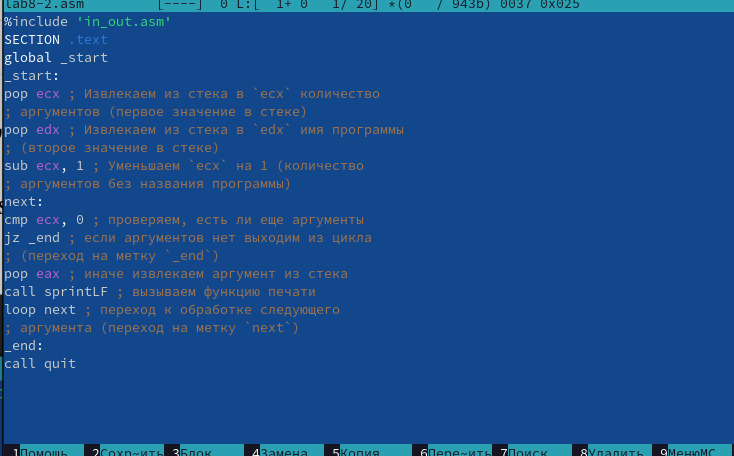 lab8-2.asm [----] 0 L:[ 1+ 0 1/ 20] *(0 / 943b) 0037 0x025
%include 'in_out.asm'
SECTION .text
global _start
_start:
pop ecx ; Извлекаем из стека в `ecx` количество
; аргументов (первое значение в стеке)
pop edx ; Извлекаем из стека в `edx` имя программы
; (второе значение в стеке)
sub ecx, 1 ; Уменьшаем `ecx` на 1 (количество
; аргументов без названия программы)
next:
cmp ecx, 0 ; проверяем, есть ли еще аргументы
jz _end ; если аргументов нет выходим из цикла
; (переход на метку `_end`)
pop eax ; иначе извлекаем аргумент из стека
call sprintLF ; вызываем функцию печати
loop next ; переход к обработке следующего
; аргумента (переход на метку `next`)
_end:
call quit
1Помощь 2Сохр~ить 3Блок 4Замена 5Копия 6Пере~ить 7Поиск 8Удалить 9МенюМС